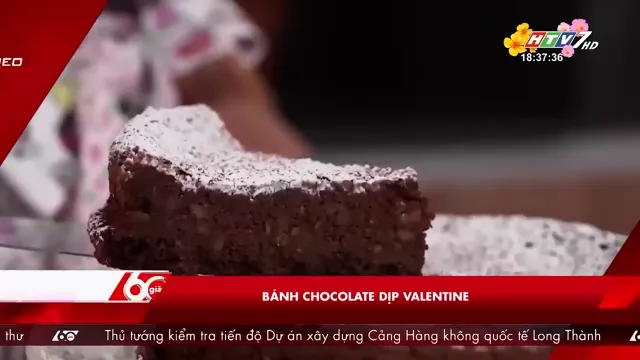 HTV7 HD
18:37:36
EO
60 giây
BÁNH CHOCOLATE DỊP VALENTINE
thư 60 Thủ tướng kiểm tra tiến độ Dự án xây dựng Cảng Hàng không quốc tế Long Thành